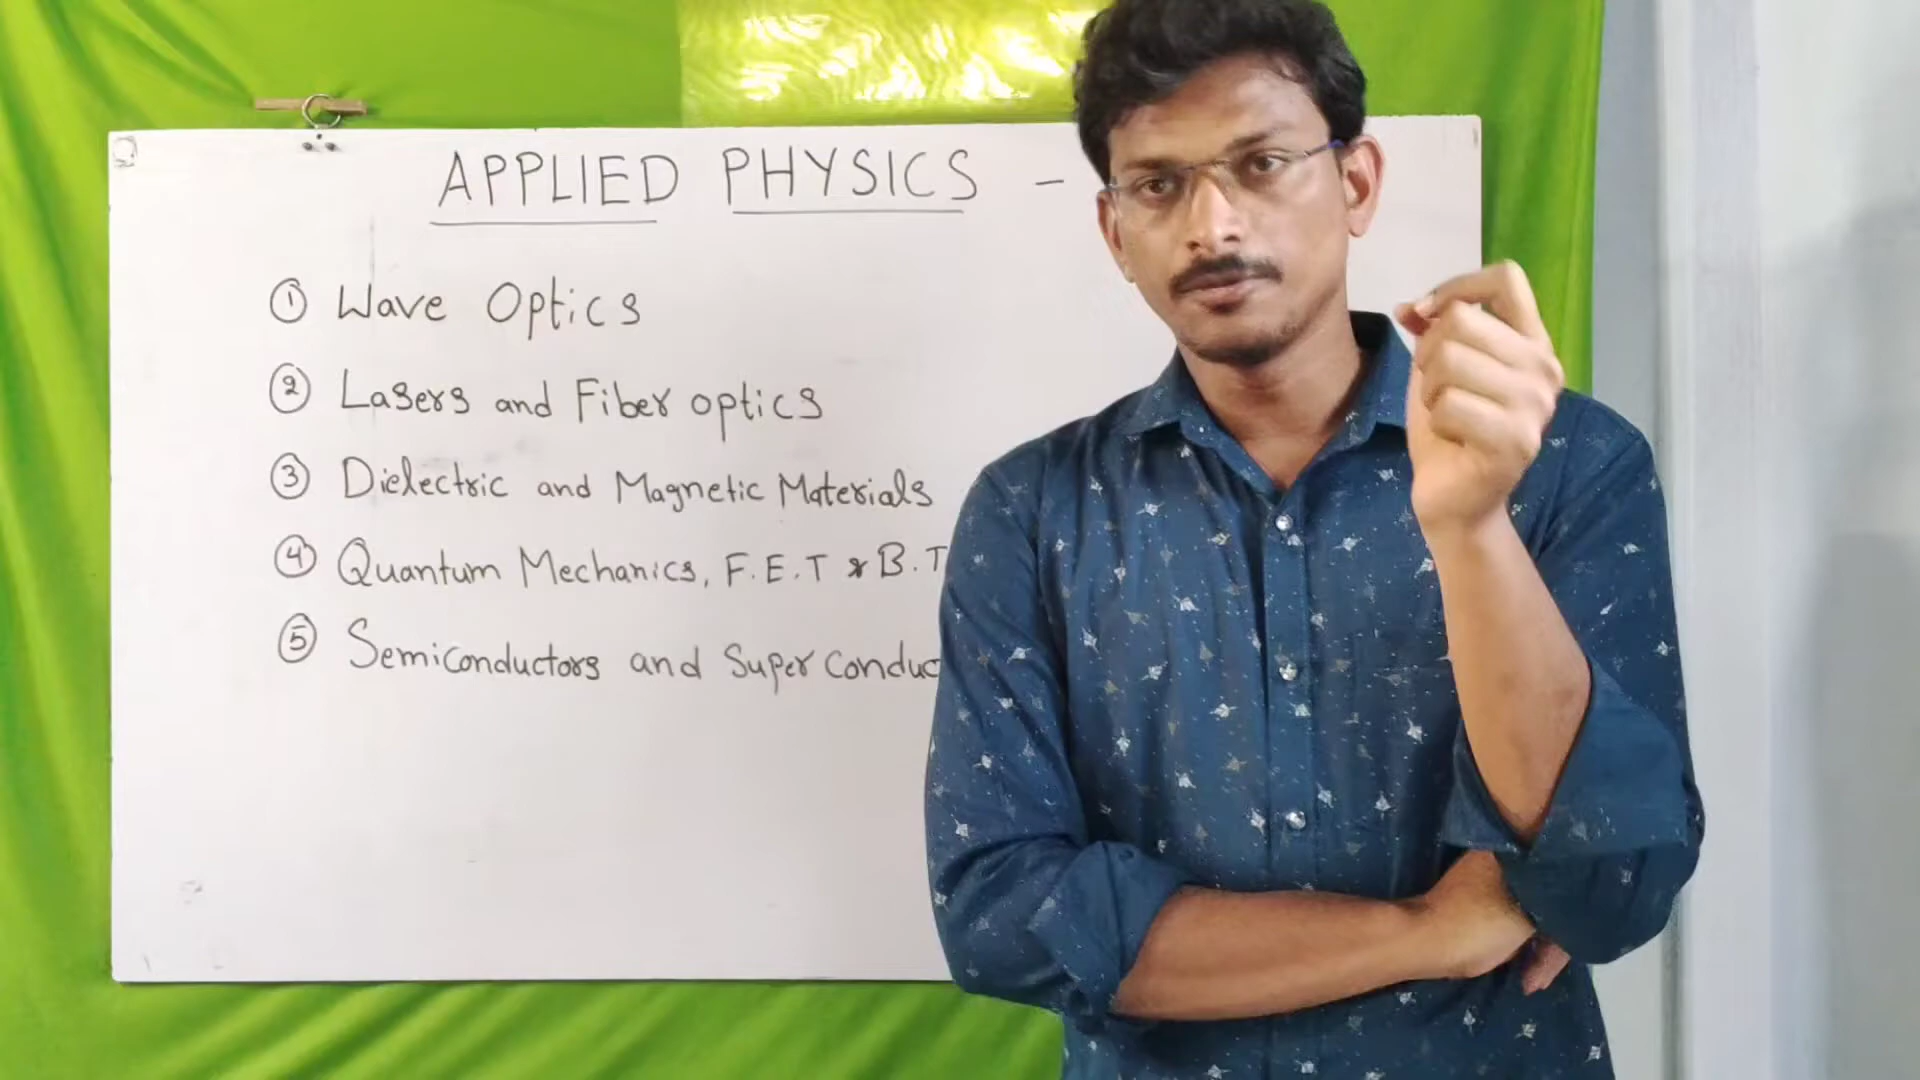 APPLIED PHYSICS -
① Wave Optics
② Lasers and Fiber optics
③ Dielectric and Magnetic Materials
④ Quantum Mechanics, F.E.T & B.T
⑤ Semiconductors and Super conduc